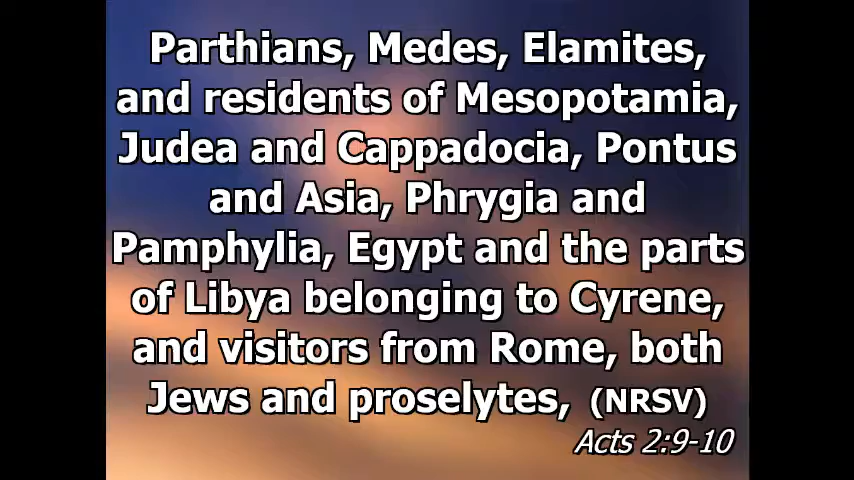 Parthians, Medes, Elamites,
and residents of Mesopotamia,
Judea and Cappadocia, Pontus
and Asia, Phrygia and
Pamphylia, Egypt and the parts
of Libya belonging to Cyrene,
and visitors from Rome, both
Jews and proselytes, (NRSV)
Acts 2:9-10